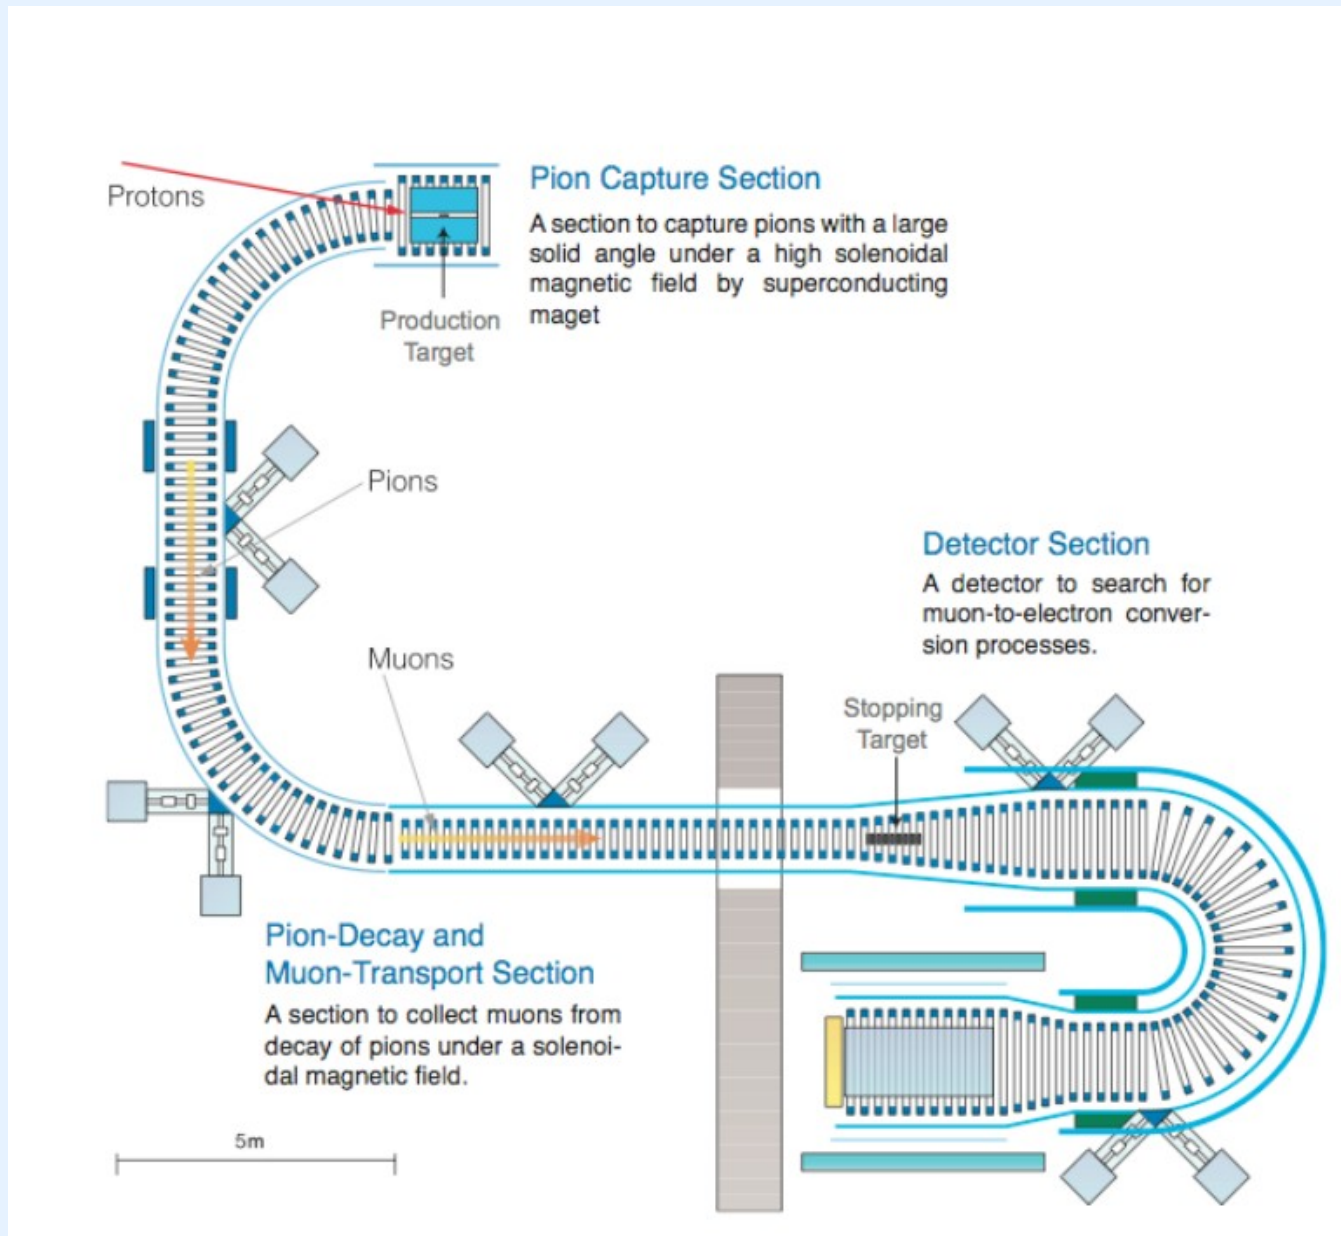 Protons
Pion Capture Section
A section to capture pions with a large
solid angle under a high solenoidal
magnetic field by superconducting
maget
Production
Target
Pions
Muons
Detector Section
A detector to search for
muon-to-electron conver-
sion processes.
Stopping
Target
Pion-Decay and
Muon-Transport Section
A section to collect muons from
decay of pions under a solenoi-
dal magnetic field.
5m